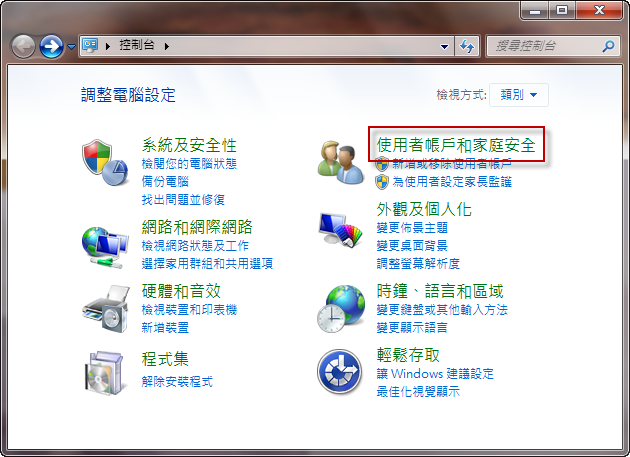 控制台
搜尋控制台
調整電腦設定
檢視方式: 類別
系統及安全性
檢閱您的電腦狀態
備份電腦
找出問題並修復
網路和網際網路
檢視網路狀態及工作
選擇家用群組和共用選項
硬體和音效
檢視裝置和印表機
新增裝置
程式集
解除安裝程式
使用者帳戶和家庭安全
新增或移除使用者帳戶
為使用者設定家長監護
外觀及個人化
變更佈景主題
變更桌面背景
調整螢幕解析度
時鐘、語言和區域
變更鍵盤或其他輸入方法
變更顯示語言
輕鬆存取
讓 Windows 建議設定
最佳化視覺顯示